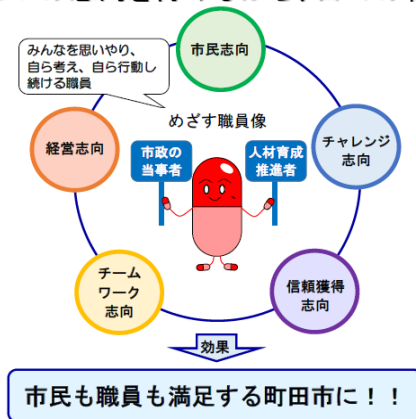 市民志向
みんなを思いやり、
自ら考え、自ら行動し
続ける職員
めざす職員像
経営志向
市政の
当事者
人材育成
推進者
チャレンジ
志向
チーム
ワーク
志向
信頼獲得
志向
効果
市民も職員も満足する町田市に！！